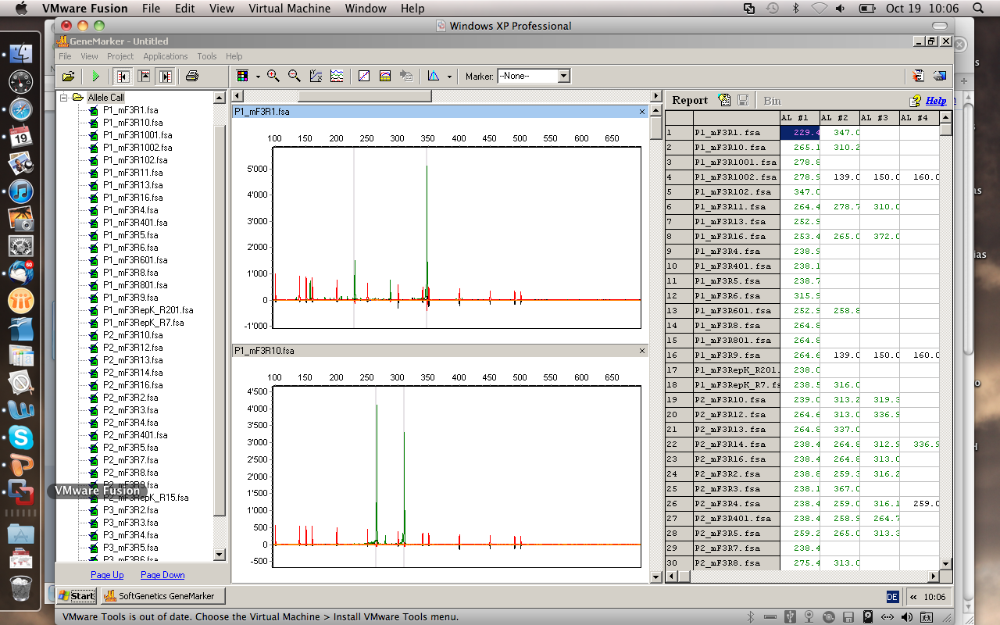 VMware Fusion File Edit View Virtual Machine Window Help Oct 19 10:06
Windows XP Professional
GeneMarker - Untitled
File View Project Applications Tools Help
Marker: --None--
Allele Call
P1_mF3R1.fsa
P1_mF3R10.fsa
P1_mF3R1001.fsa
P1_mF3R1002.fsa
P1_mF3R102.fsa
P1_mF3R11.fsa
P1_mF3R13.fsa
P1_mF3R16.fsa
P1_mF3R4.fsa
P1_mF3R401.fsa
P1_mF3R5.fsa
P1_mF3R6.fsa
P1_mF3R601.fsa
P1_mF3R8.fsa
P1_mF3R801.fsa
P1_mF3R9.fsa
P1_mF3RepK_R201.fsa
P1_mF3RepK_R7.fsa
P2_mF3R10.fsa
P2_mF3R12.fsa
P2_mF3R13.fsa
P2_mF3R14.fsa
P2_mF3R16.fsa
P2_mF3R2.fsa
P2_mF3R3.fsa
P2_mF3R4.fsa
P2_mF3R401.fsa
P2_mF3R5.fsa
P2_mF3R7.fsa
P2_mF3R8.fsa
P2_mF3R9.fsa
VMware Fusion
P2_mF3RepK_R15.fsa
P3_mF3R2.fsa
P3_mF3R3.fsa
P3_mF3R4.fsa
P3_mF3R5.fsa
P3_mF3R6.fsa
Page Up Page Down
P1_mF3R1.fsa
100 150 200 250 300 350 400 450 500 550 600 650
5'000
4'000
3'000
2'000
1'000
0
-1'000
P1_mF3R10.fsa
100 150 200 250 300 350 400 450 500 550 600 650
4'500
4'000
3'500
3'000
2'500
2'000
1'500
1'000
500
0
-500
Report Bin Help
AL #1 AL #2 AL #3 AL #4
1 P1_mF3R1.fsa 229.4 347.0
2 P1_mF3R10.fsa 265.1 310.2
3 P1_mF3R1001.fsa 278.8
4 P1_mF3R1002.fsa 278.9 139.0 150.0 160.0
5 P1_mF3R102.fsa 347.0
6 P1_mF3R11.fsa 264.4 278.7 310.0
7 P1_mF3R13.fsa 252.9
8 P1_mF3R16.fsa 253.4 265.0 372.0
9 P1_mF3R4.fsa 238.9
10 P1_mF3R401.fsa 238.1
11 P1_mF3R5.fsa 238.7
12 P1_mF3R6.fsa 315.9
13 P1_mF3R601.fsa 252.9 258.8
14 P1_mF3R8.fsa 264.8
15 P1_mF3R801.fsa 264.8
16 P1_mF3R9.fsa 264.6 139.0 150.0 160.0
17 P1_mF3RepK_R201. 238.0
18 P1_mF3RepK_R7.fs 238.5 316.0
19 P2_mF3R10.fsa 239.0 313.2 319.3
20 P2_mF3R12.fsa 264.6 313.0 336.9
21 P2_mF3R13.fsa 264.8 337.0
22 P2_mF3R14.fsa 238.4 264.8 312.9 336.9
23 P2_mF3R16.fsa 238.4 264.8 313.0
24 P2_mF3R2.fsa 238.8 259.3 316.2
25 P2_mF3R3.fsa 238.1 367.0
26 P2_mF3R4.fsa 238.4 259.0 316.1 259.0
27 P2_mF3R401.fsa 238.4 258.9 264.7
28 P2_mF3R5.fsa 259.2 265.0 313.3
29 P2_mF3R7.fsa 238.4
30 P2_mF3R8.fsa 275.4 313.0
Start SoftGenetics GeneMarker DE « 10:06
VMware Tools is out of date. Choose the Virtual Machine > Install VMware Tools menu.